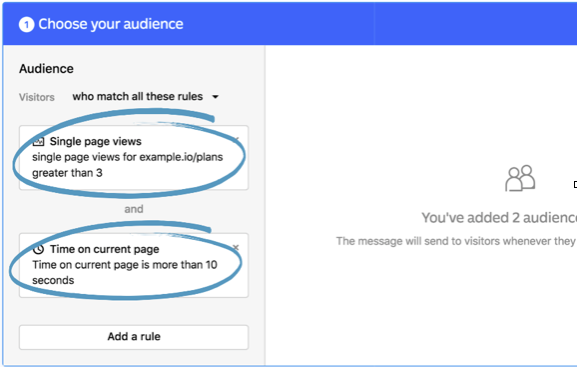 1 Choose your audience
Audience
Visitors who match all these rules
Single page views
single page views for example.io/plans
greater than 3
and
Time on current page
Time on current page is more than 10
seconds
Add a rule
You've added 2
The message will send to visitors whenever they